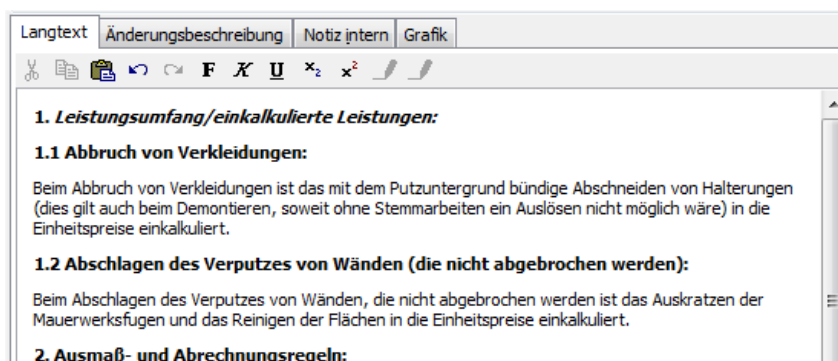 Langtext Änderungsbeschreibung Notiz intern Grafik
F K U x₂ x²
1. Leistungsumfang/einkalkulierte Leistungen:
1.1 Abbruch von Verkleidungen:
Beim Abbruch von Verkleidungen ist das mit dem Putzuntergrund bündige Abschneiden von Halterungen
(dies gilt auch beim Demontieren, soweit ohne Stemmarbeiten ein Auslösen nicht möglich wäre) in die
Einheitspreise einkalkuliert.
1.2 Abschlagen des Verputzes von Wänden (die nicht abgebrochen werden):
Beim Abschlagen des Verputzes von Wänden, die nicht abgebrochen werden ist das Auskratzen der
Mauerwerksfugen und das Reinigen der Flächen in die Einheitspreise einkalkuliert.
2. Ausmaß- und Abrechnungsregeln: